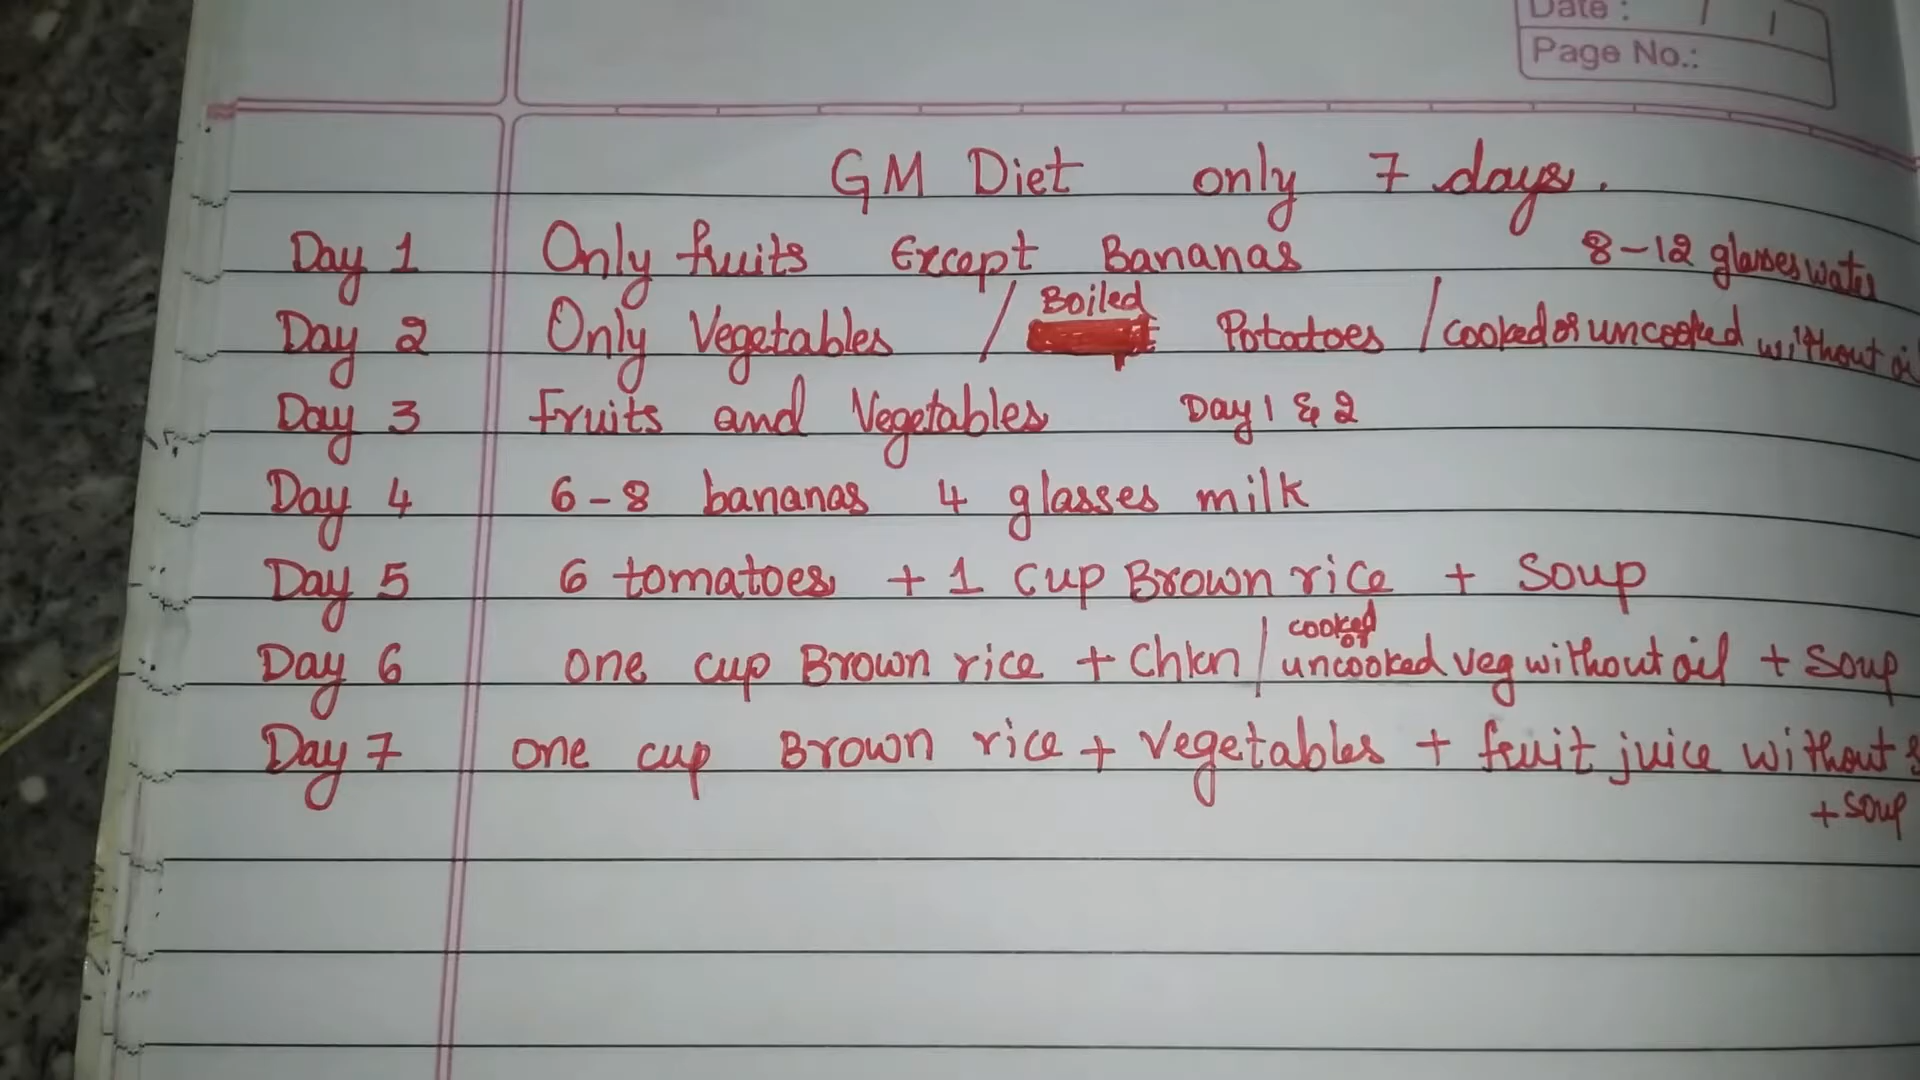 Date : / /
Page No.:
GM Diet only 7 days.
Day 1 Only fruits Except Bananas 8-12 glasses water
Day 2 Only Vegetables / Boiled Potatoes / cooked or uncooked without
Day 3 Fruits and Vegetables Day 1 & 2
Day 4 6-8 bananas 4 glasses milk
Day 5 6 tomatoes + 1 cup Brown rice + Soup
Day 6 one cup Brown rice + Chkn / cooked or uncooked veg without oil + Soup
Day 7 one cup Brown rice + Vegetables + fruit juice without
+ soup